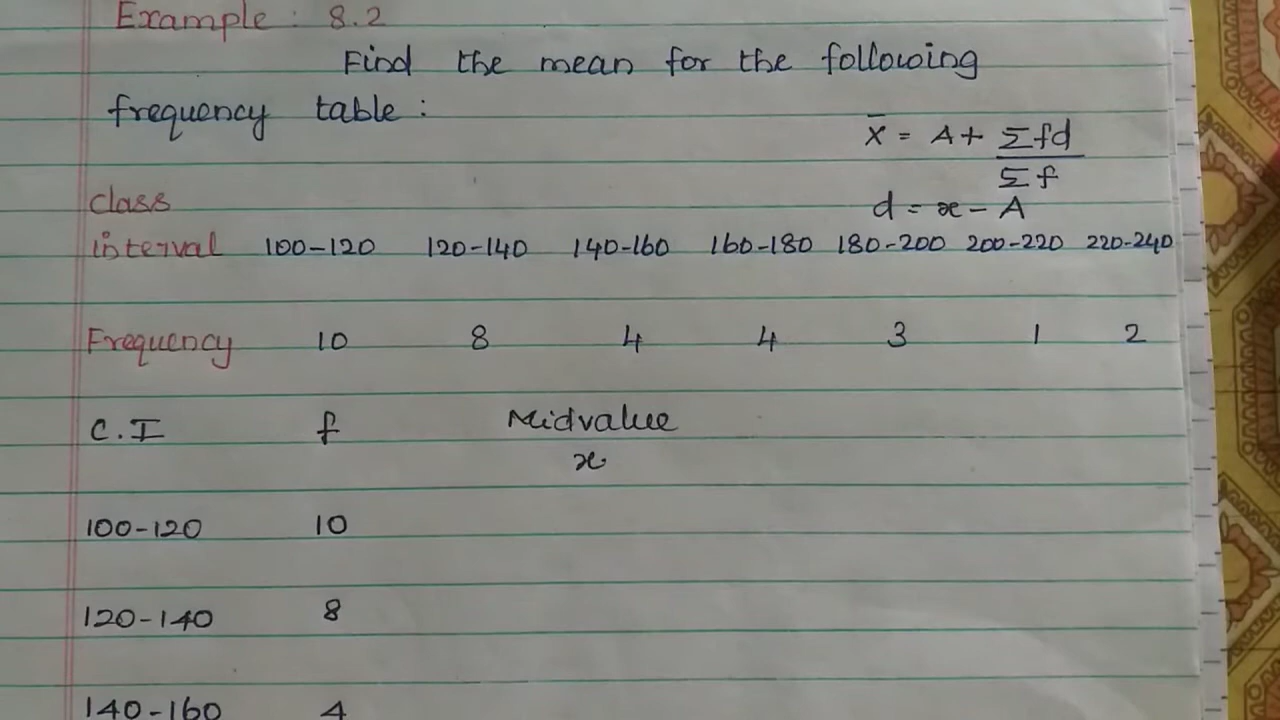 Example : 8.2
Find the mean for the following
frequency table :
x̄ = A + Σfd / Σf
d = x - A
class
interval 100-120 120-140 140-160 160-180 180-200 200-220 220-240
Frequency 10 8 4 4 3 1 2
C.I f Midvalue
x
100-120 10
120-140 8
140-160 4